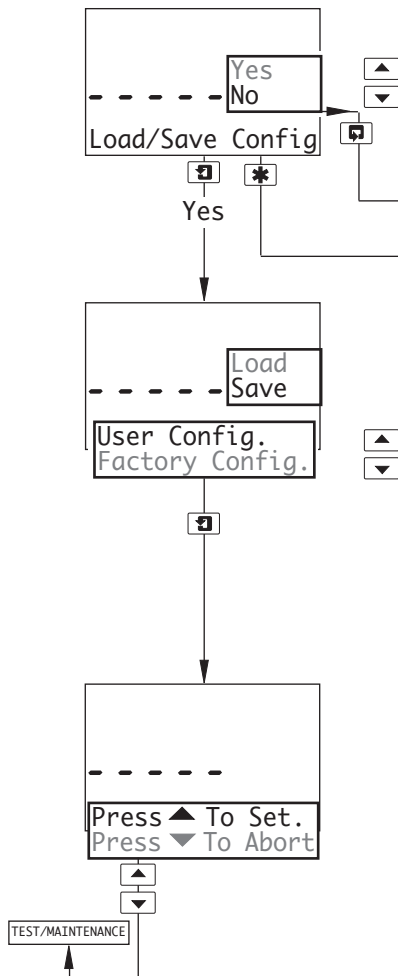 Yes
No
Load/Save Config
Yes
Load
Save
User Config.
Factory Config.
Press ▲ To Set.
Press ▼ To Abort
TEST/MAINTENANCE